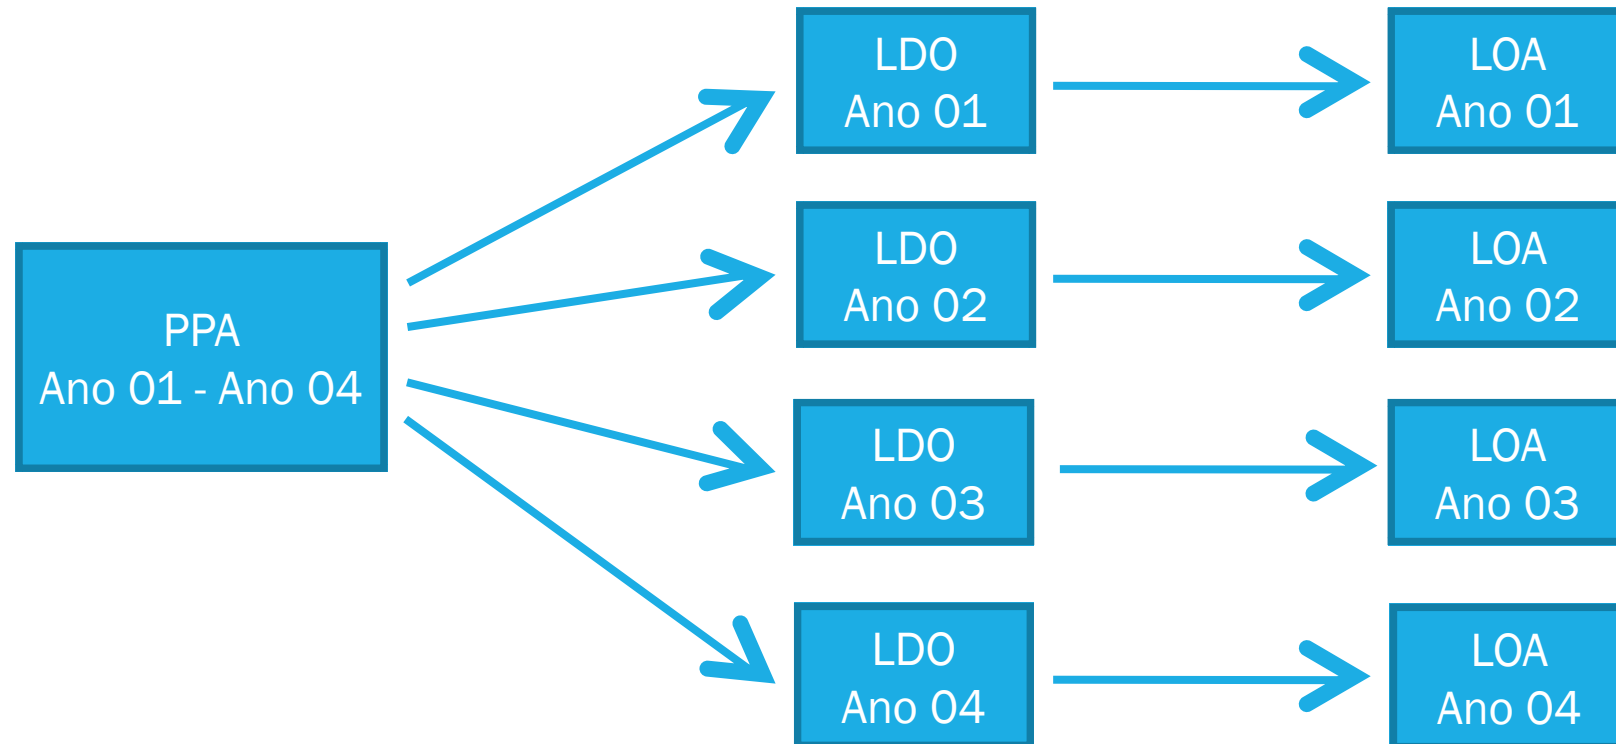 LDO
Ano 01
LOA
Ano 01
LDO
Ano 02
LOA
Ano 02
PPA
Ano 01 - Ano 04
LDO
Ano 03
LOA
Ano 03
LDO
Ano 04
LOA
Ano 04